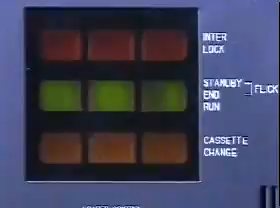 INTER
LOCK
STANDBY
END
RUN
FLICK
CASSETTE
CHANGE